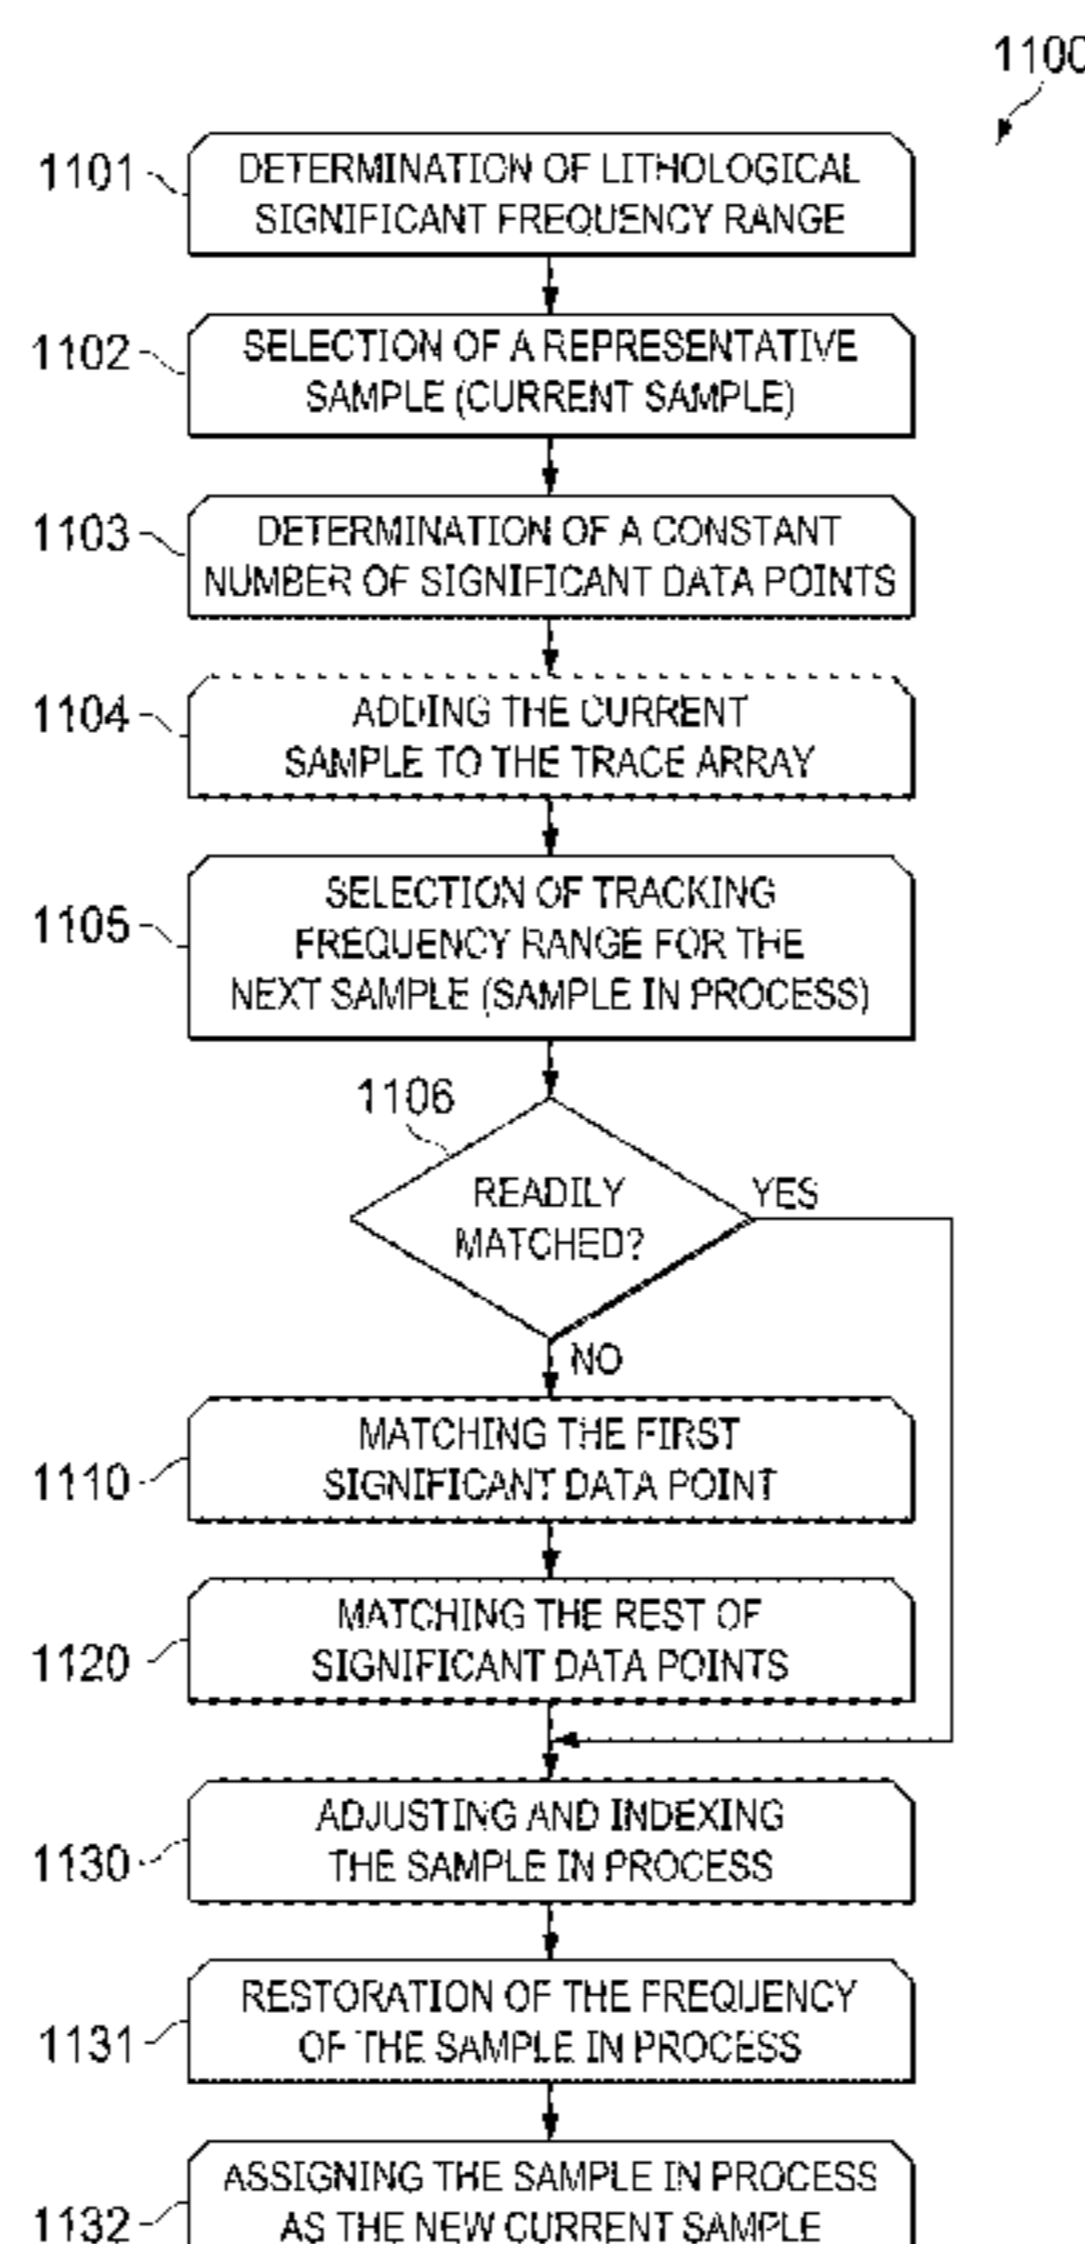 1100
1101
DETERMINATION OF LITHOLOGICAL
SIGNIFICANT FREQUENCY RANGE
1102
SELECTION OF A REPRESENTATIVE
SAMPLE (CURRENT SAMPLE)
1103
DETERMINATION OF A CONSTANT
NUMBER OF SIGNIFICANT DATA POINTS
1104
ADDING THE CURRENT
SAMPLE TO THE TRACE ARRAY
1105
SELECTION OF TRACKING
FREQUENCY RANGE FOR THE
NEXT SAMPLE (SAMPLE IN PROCESS)
1106
READILY
MATCHED?
YES
NO
1110
MATCHING THE FIRST
SIGNIFICANT DATA POINT
1120
MATCHING THE REST OF
SIGNIFICANT DATA POINTS
1130
ADJUSTING AND INDEXING
THE SAMPLE IN PROCESS
1131
RESTORATION OF THE FREQUENCY
OF THE SAMPLE IN PROCESS
1132
ASSIGNING THE SAMPLE IN PROCESS
AS THE NEW CURRENT SAMPLE